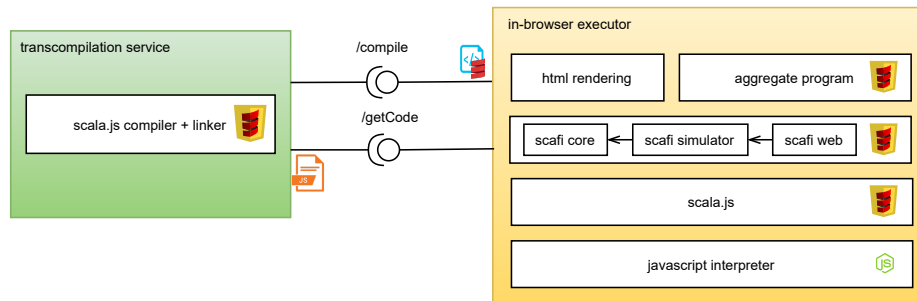 transcompilation service
scala.js compiler + linker
/compile
</>
/getCode
JS
in-browser executor
html rendering
aggregate program
scafi core
scafi simulator
scafi web
scala.js
javascript interpreter
JS